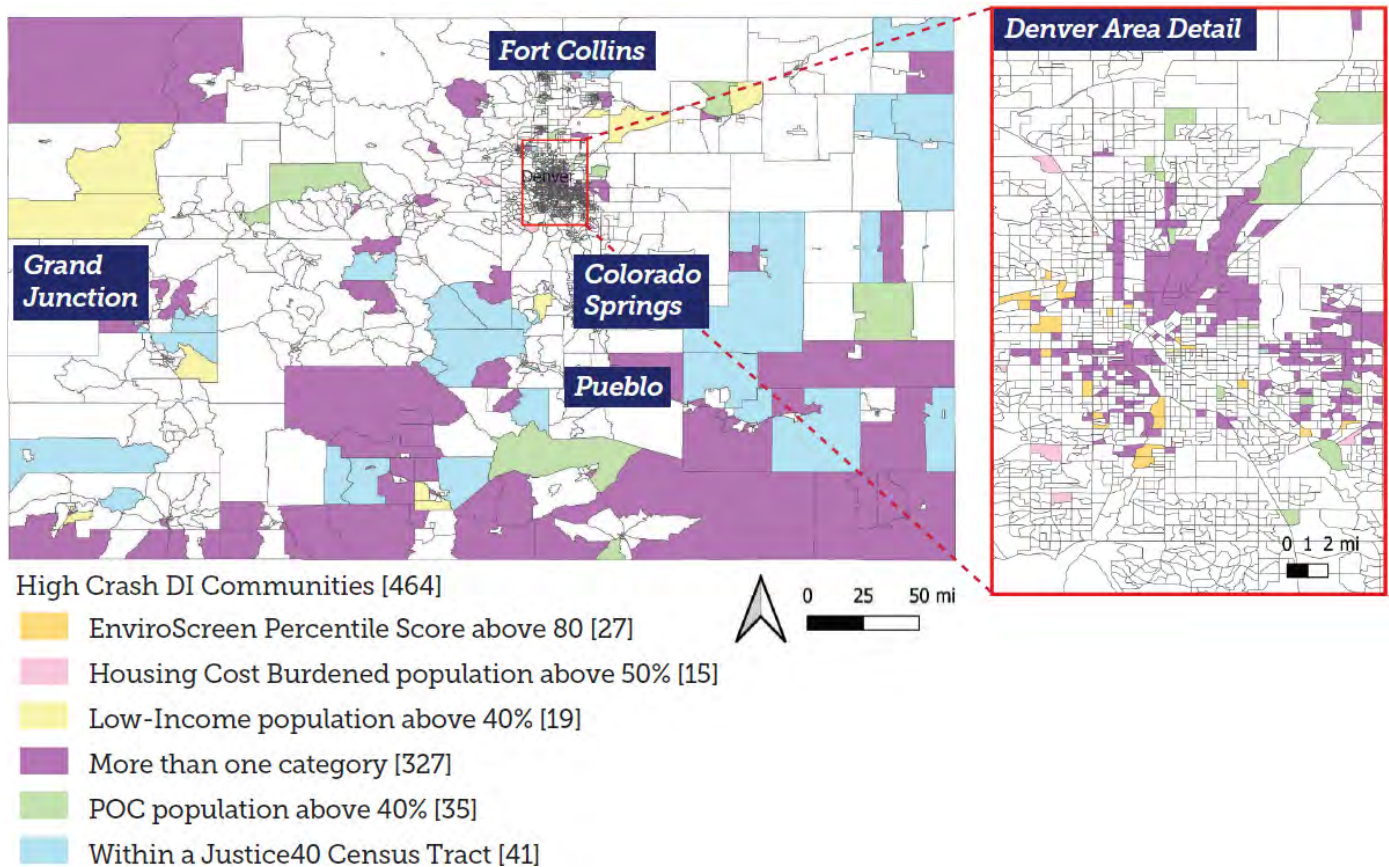 Fort Collins
Denver Area Detail
Denver
Grand
Junction
Colorado
Springs
Pueblo
0 1 2 mi
High Crash DI Communities [464]
0 25 50 mi
EnviroScreen Percentile Score above 80 [27]
Housing Cost Burdened population above 50% [15]
Low-Income population above 40% [19]
More than one category [327]
POC population above 40% [35]
Within a Justice40 Census Tract [41]